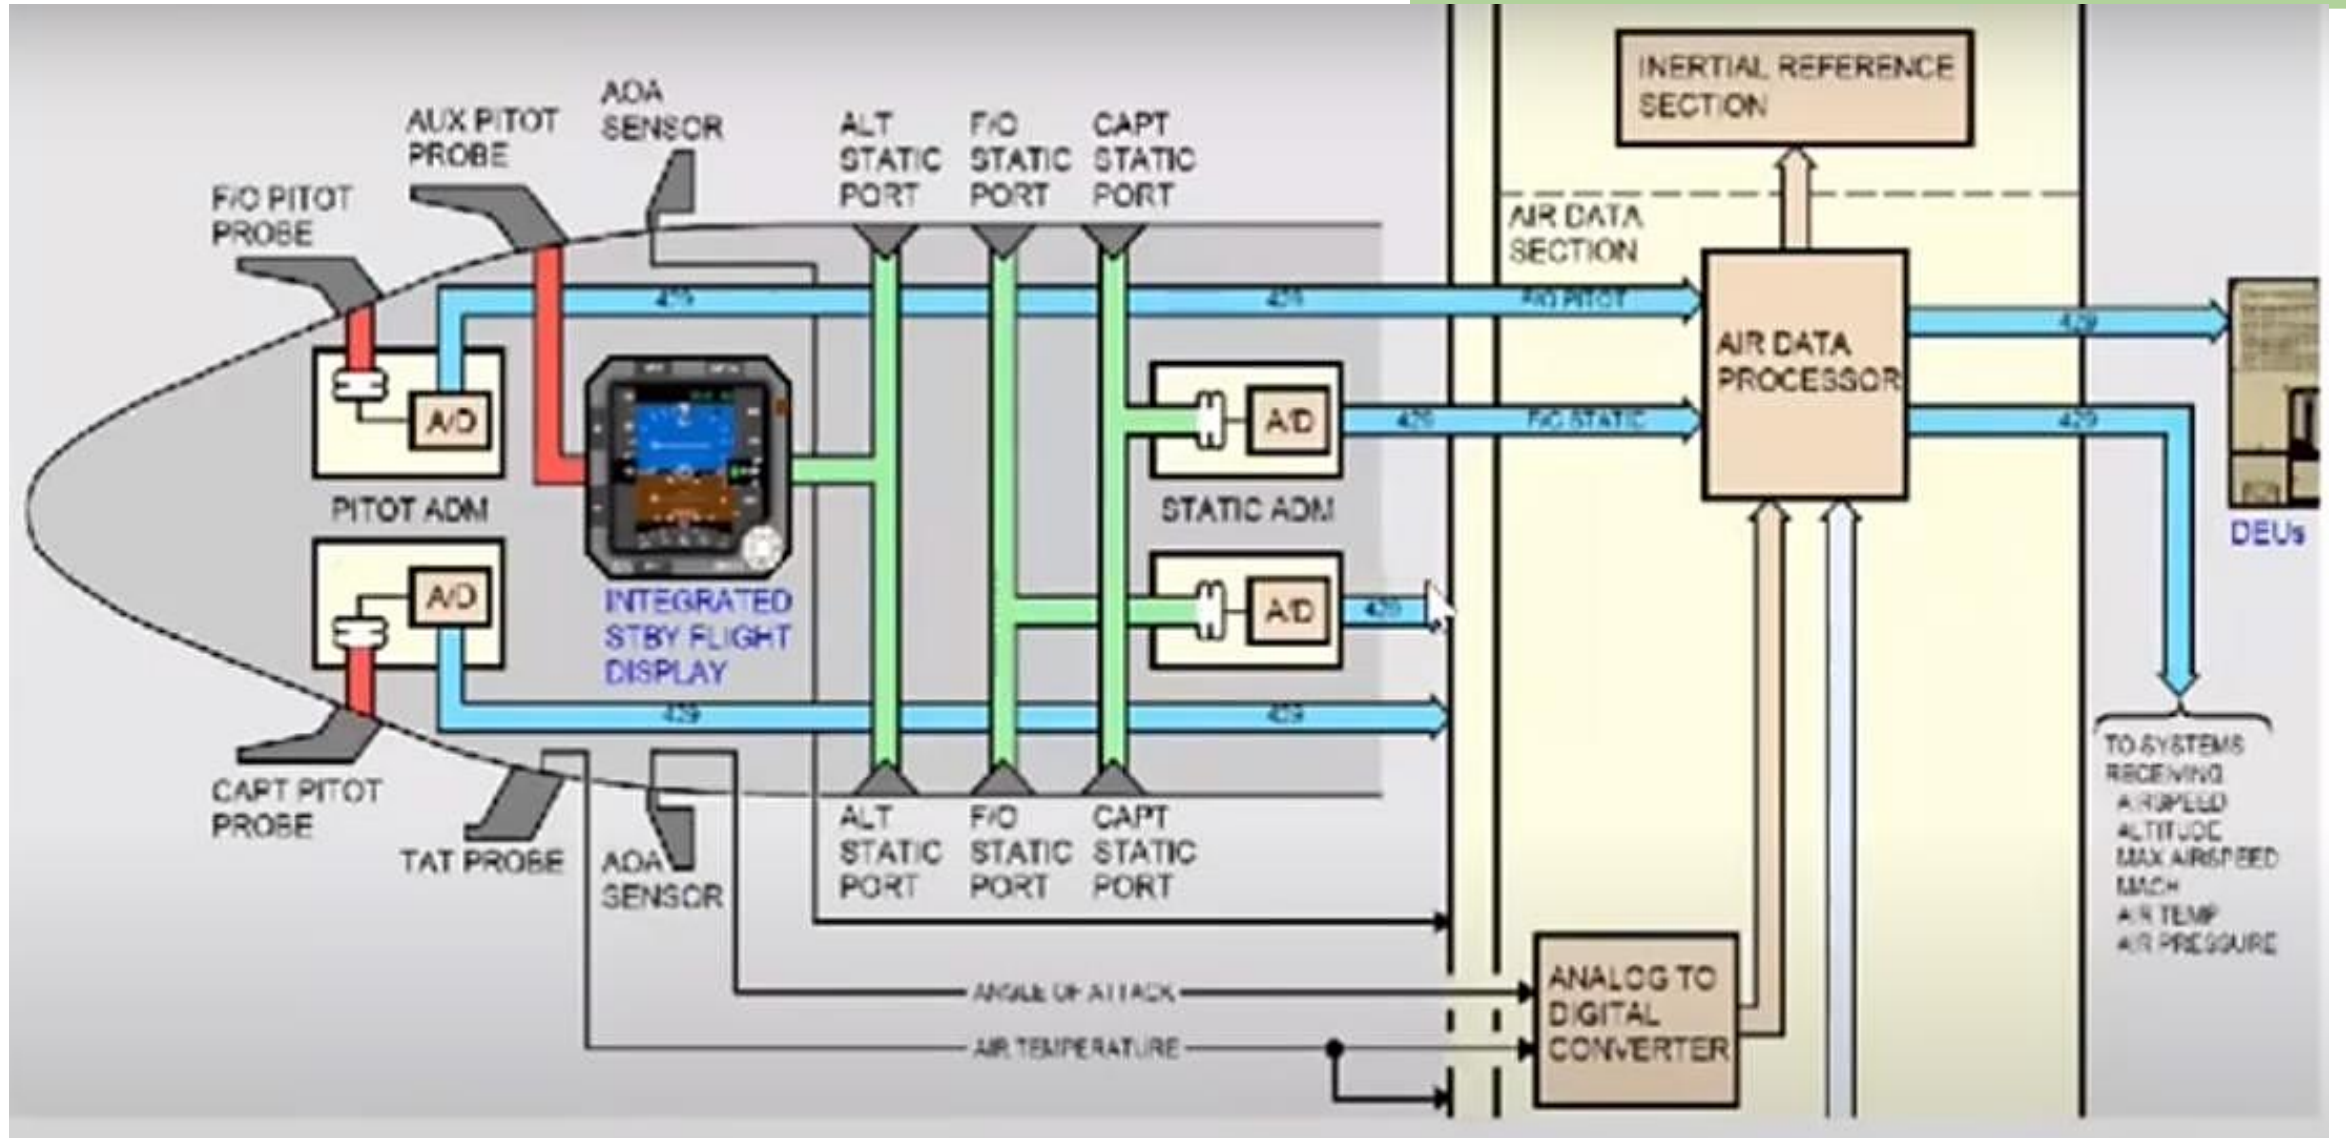 AOA
SENSOR
AUX PITOT
PROBE
F/O PITOT
PROBE
ALT
STATIC
PORT
F/O
STATIC
PORT
CAPT
STATIC
PORT
INERTIAL REFERENCE
SECTION
AIR DATA
SECTION
429
429
F/O PITOT
AIR DATA
PROCESSOR
429
A/D
PITOT ADM
A/D
STATIC ADM
429
F/O STATIC
429
DEUs
A/D
INTEGRATED
STBY FLIGHT
DISPLAY
A/D
429
429
429
CAPT PITOT
PROBE
TAT PROBE
AOA
SENSOR
ALT
STATIC
PORT
F/O
STATIC
PORT
CAPT
STATIC
PORT
TO SYSTEMS
RECEIVING
AIRSPEED
ALTITUDE
MAX AIRSPEED
MACH
AIR TEMP
AIR PRESSURE
ANGLE OF ATTACK
AIR TEMPERATURE
ANALOG TO
DIGITAL
CONVERTER